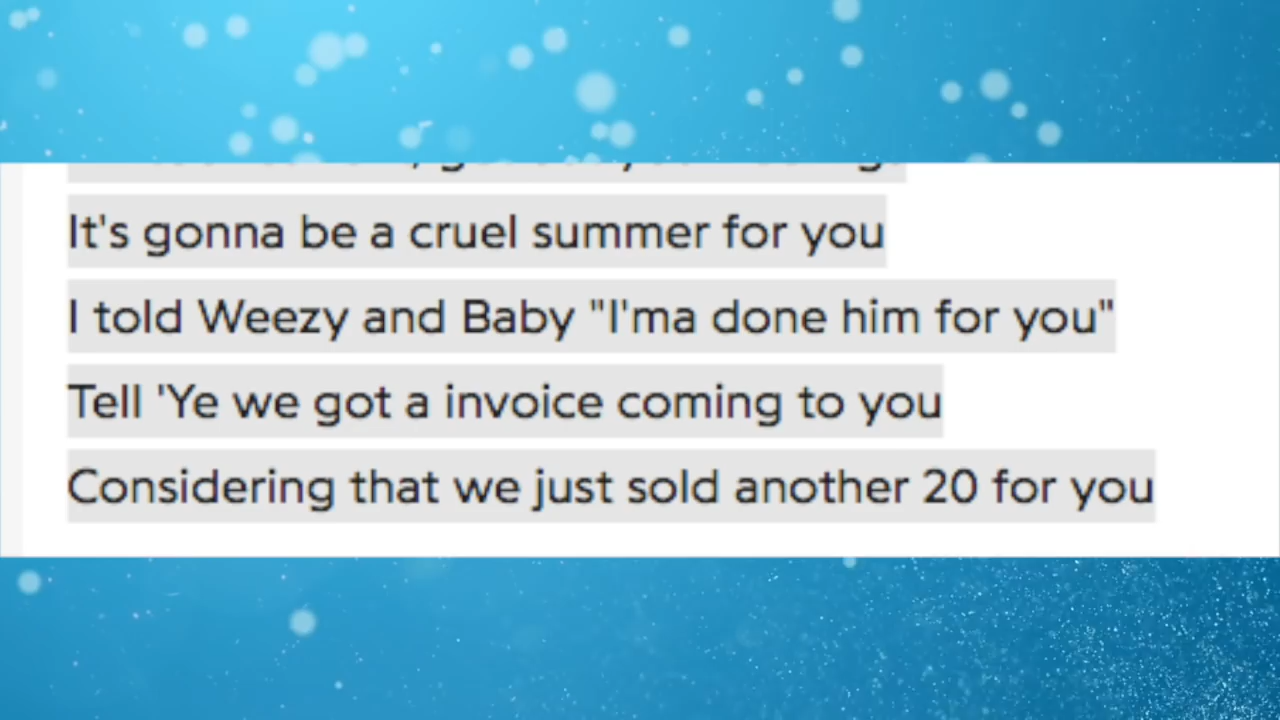 It's gonna be a cruel summer for you
I told Weezy and Baby "I'ma done him for you"
Tell 'Ye we got a invoice coming to you
Considering that we just sold another 20 for you